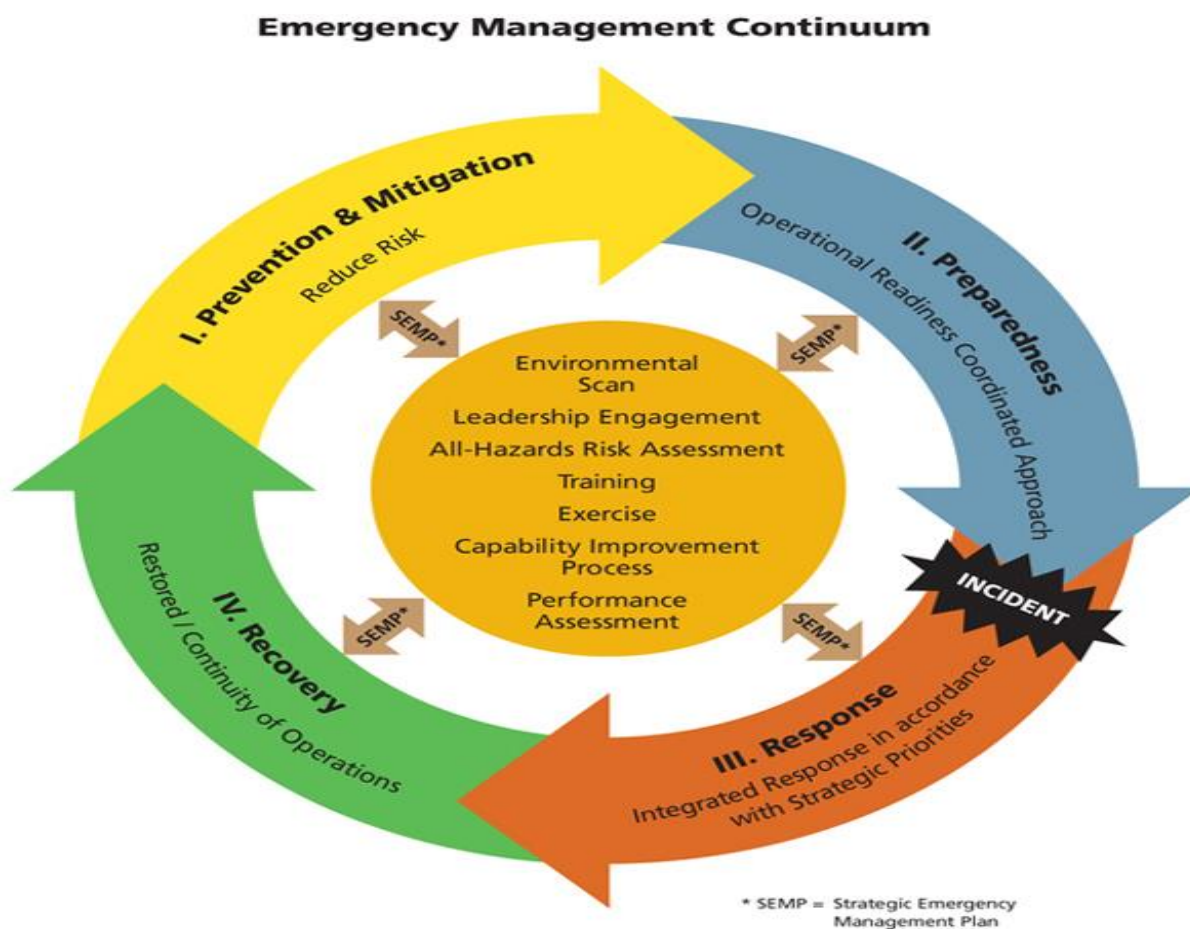 Emergency Management Continuum
I. Prevention & Mitigation
Reduce Risk
II. Preparedness
Operational Readiness Coordinated Approach
INCIDENT
III. Response
Integrated Response in accordance
with Strategic Priorities
IV. Recovery
Restored / Continuity of Operations
SEMP*
SEMP*
SEMP*
SEMP*
Environmental
Scan
Leadership Engagement
All-Hazards Risk Assessment
Training
Exercise
Capability Improvement
Process
Performance
Assessment
* SEMP = Strategic Emergency
Management Plan